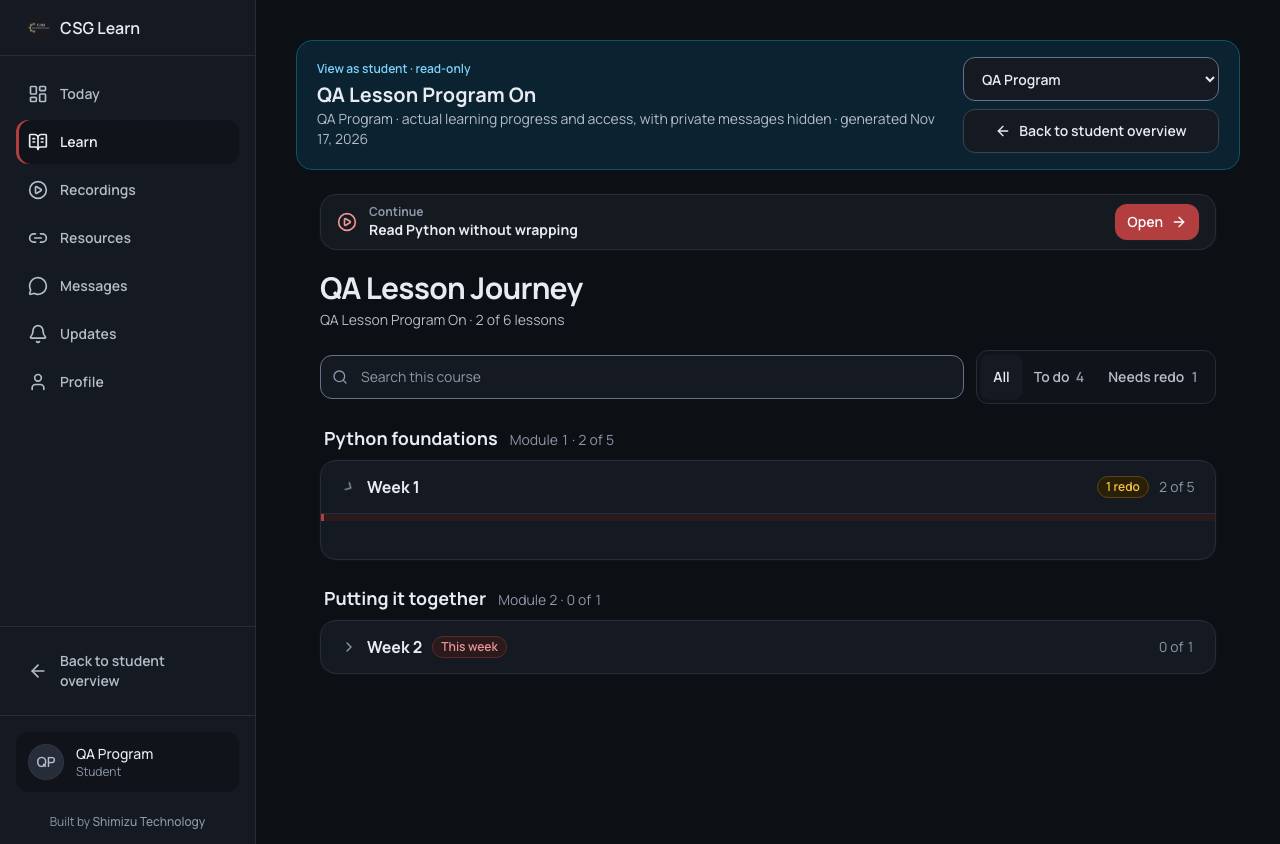 CSG Learn
Today
Learn
Recordings
Resources
Messages
Updates
Profile
Back to student
overview
QP
QA Program
Student
Built by Shimizu Technology
View as student · read-only
QA Lesson Program On
QA Program · actual learning progress and access, with private messages hidden · generated Nov
17, 2026
QA Program
Back to student overview
Continue
Read Python without wrapping
Open
QA Lesson Journey
QA Lesson Program On · 2 of 6 lessons
Search this course
All To do 4 Needs redo 1
Python foundations Module 1 · 2 of 5
Week 1 1 redo 2 of 5
Putting it together Module 2 · 0 of 1
Week 2 This week 0 of 1